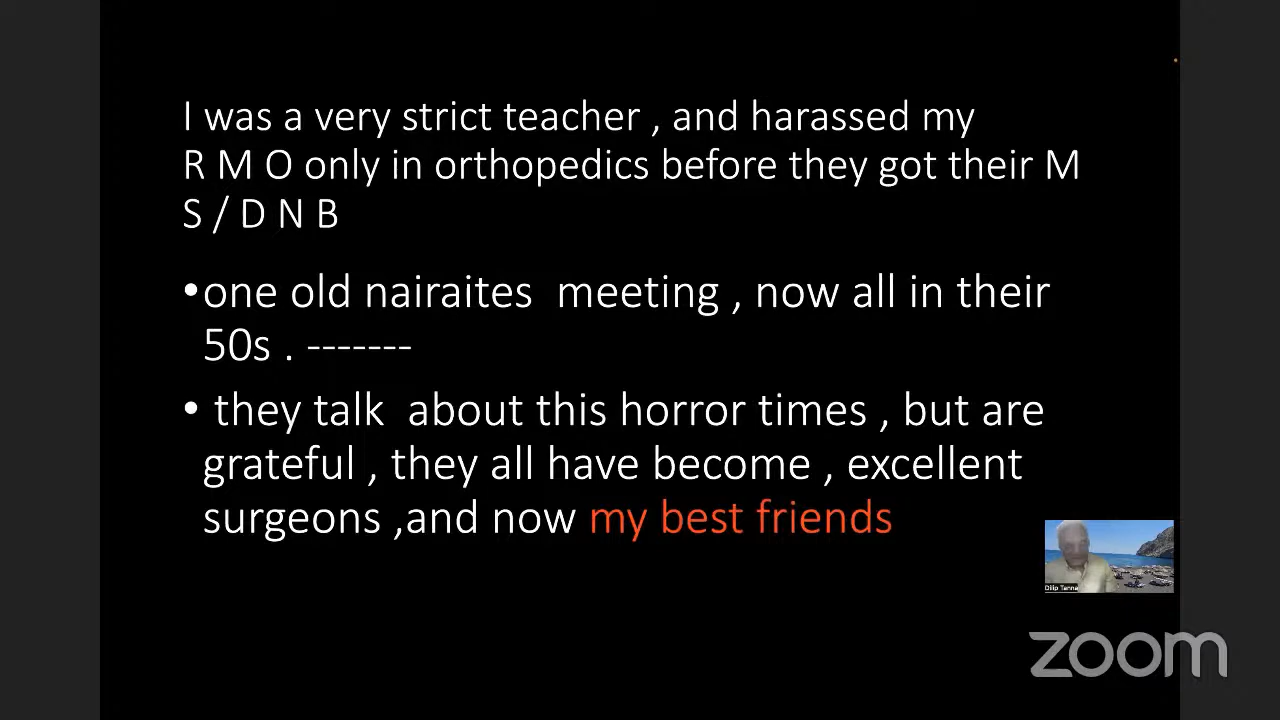 I was a very strict teacher , and harassed my
R M O only in orthopedics before they got their M
S / D N B
•one old nairaites  meeting , now all in their
50s . -------
• they talk  about this horror times , but are
grateful , they all have become , excellent
surgeons ,and now my best friends
Dilip Tanna
zoom